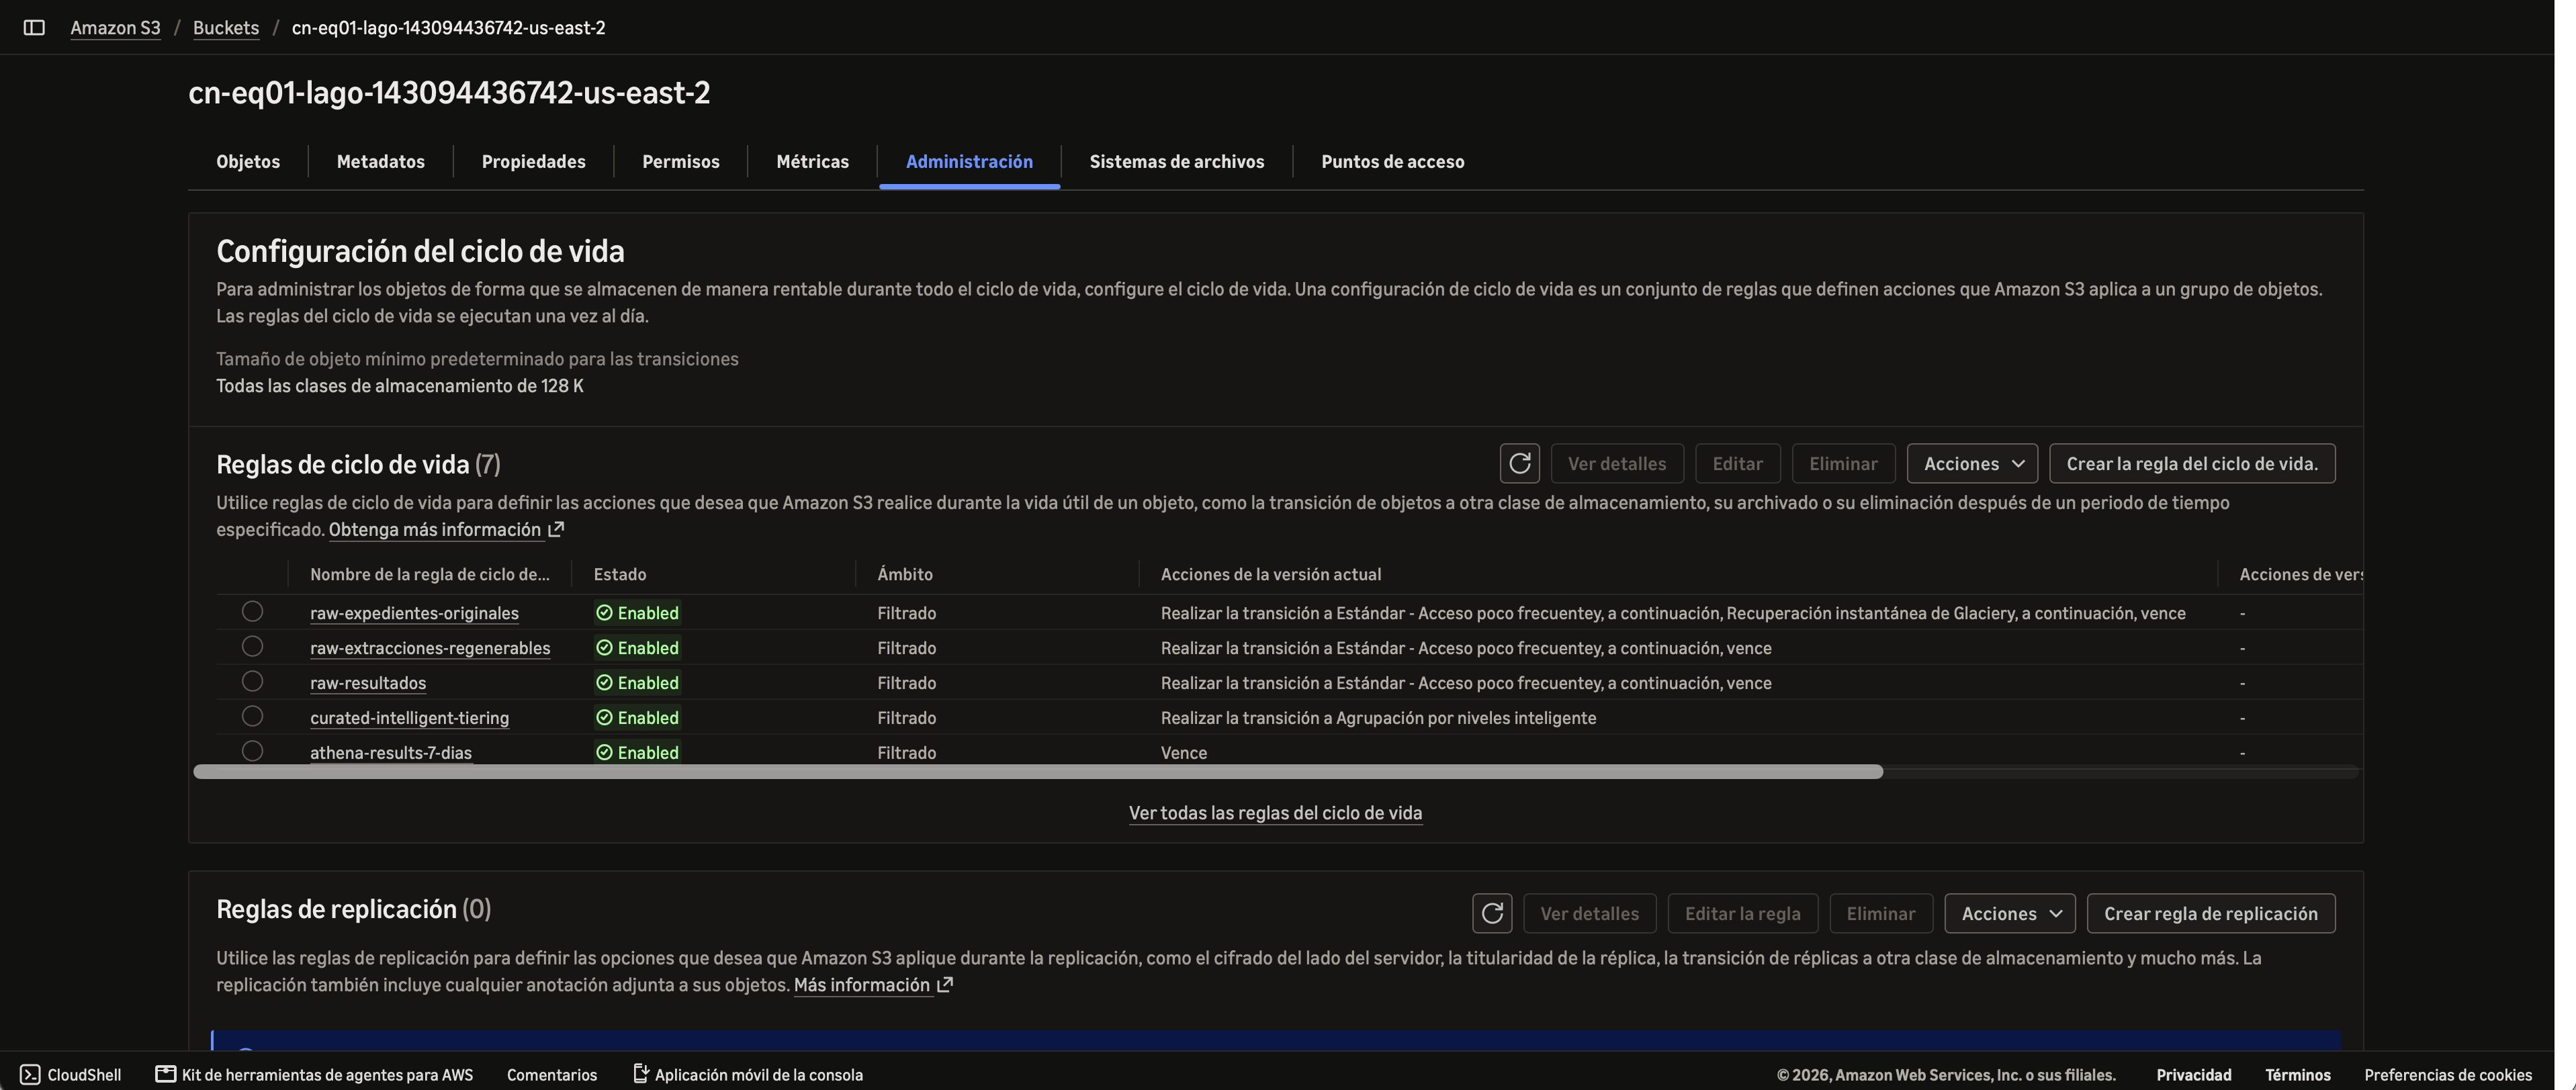 Amazon S3 / Buckets / cn-eq01-lago-143094436742-us-east-2
cn-eq01-lago-143094436742-us-east-2
Objetos Metadatos Propiedades Permisos Métricas Administración Sistemas de archivos Puntos de acceso
Configuración del ciclo de vida
Para administrar los objetos de forma que se almacenen de manera rentable durante todo el ciclo de vida, configure el ciclo de vida. Una configuración de ciclo de vida es un conjunto de reglas que definen acciones que Amazon S3 aplica a un grupo de objetos.
Las reglas del ciclo de vida se ejecutan una vez al día.
Tamaño de objeto mínimo predeterminado para las transiciones
Todas las clases de almacenamiento de 128 K
Reglas de ciclo de vida (7) Ver detalles Editar Eliminar Acciones Crear la regla del ciclo de vida.
Utilice reglas de ciclo de vida para definir las acciones que desea que Amazon S3 realice durante la vida útil de un objeto, como la transición de objetos a otra clase de almacenamiento, su archivado o su eliminación después de un periodo de tiempo
especificado. Obtenga más información
Nombre de la regla de ciclo de... Estado Ámbito Acciones de la versión actual Acciones de vers
raw-expedientes-originales Enabled Filtrado Realizar la transición a Estándar - Acceso poco frecuentey, a continuación, Recuperación instantánea de Glaciery, a continuación, vence -
raw-extracciones-regenerables Enabled Filtrado Realizar la transición a Estándar - Acceso poco frecuentey, a continuación, vence -
raw-resultados Enabled Filtrado Realizar la transición a Estándar - Acceso poco frecuentey, a continuación, vence -
curated-intelligent-tiering Enabled Filtrado Realizar la transición a Agrupación por niveles inteligente -
athena-results-7-dias Enabled Filtrado Vence -
Ver todas las reglas del ciclo de vida
Reglas de replicación (0) Ver detalles Editar la regla Eliminar Acciones Crear regla de replicación
Utilice las reglas de replicación para definir las opciones que desea que Amazon S3 aplique durante la replicación, como el cifrado del lado del servidor, la titularidad de la réplica, la transición de réplicas a otra clase de almacenamiento y mucho más. La
replicación también incluye cualquier anotación adjunta a sus objetos. Más información
CloudShell Kit de herramientas de agentes para AWS Comentarios Aplicación móvil de la consola © 2026, Amazon Web Services, Inc. o sus filiales. Privacidad Términos Preferencias de cookies